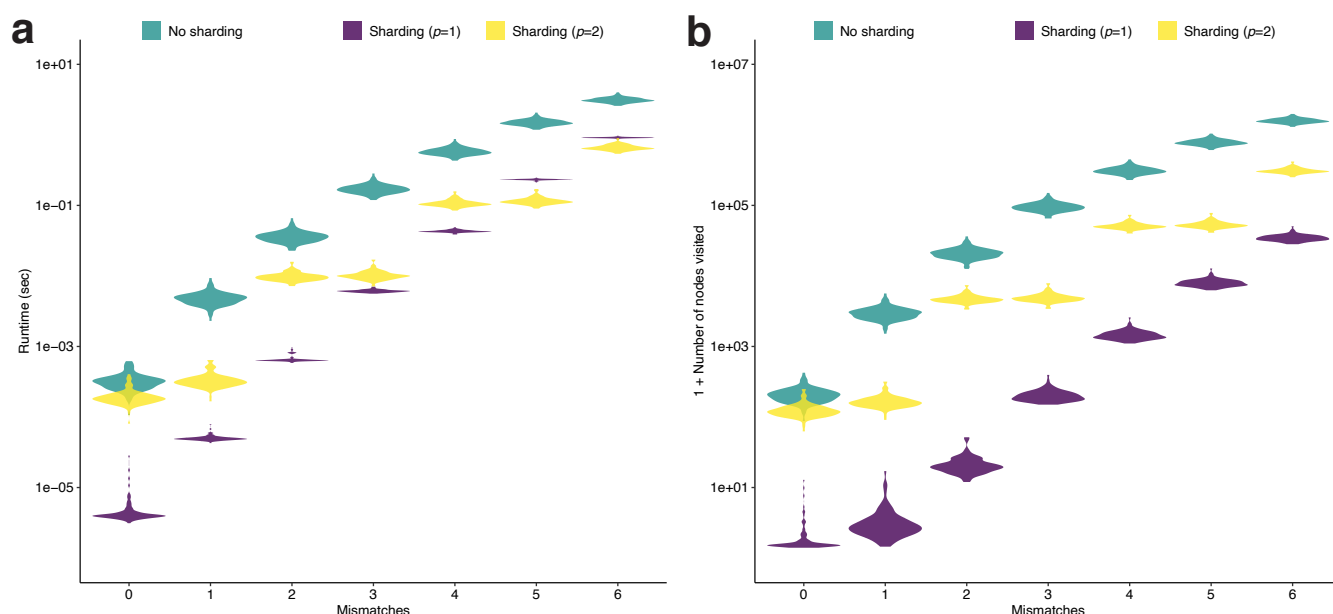 a
No sharding Sharding (p=1) Sharding (p=2)
Runtime (sec)
1e+01
1e−01
1e−03
1e−05
0 1 2 3 4 5 6
Mismatches
b
No sharding Sharding (p=1) Sharding (p=2)
1 + Number of nodes visited
1e+07
1e+05
1e+03
1e+01
0 1 2 3 4 5 6
Mismatches